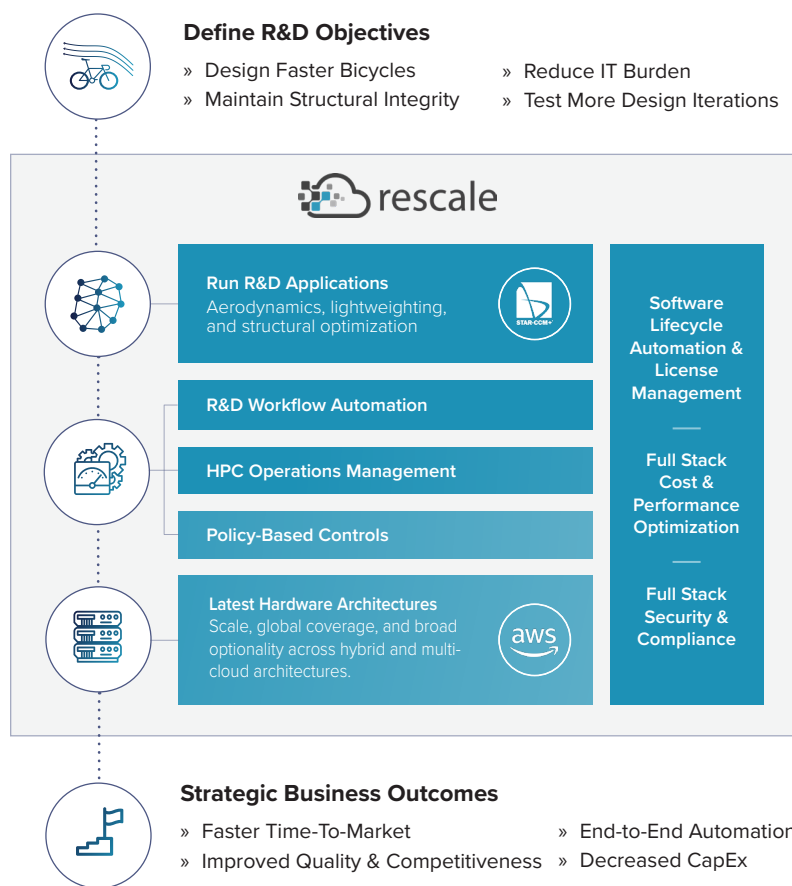 Define R&D Objectives
» Design Faster Bicycles
» Maintain Structural Integrity
» Reduce IT Burden
» Test More Design Iterations
rescale
Run R&D Applications
Aerodynamics, lightweighting,
and structural optimization
STAR-CCM+
R&D Workflow Automation
HPC Operations Management
Policy-Based Controls
Latest Hardware Architectures
Scale, global coverage, and broad
optionality across hybrid and multi-
cloud architectures.
aws
Software
Lifecycle
Automation &
License
Management
Full Stack
Cost &
Performance
Optimization
Full Stack
Security &
Compliance
Strategic Business Outcomes
» Faster Time-To-Market
» Improved Quality & Competitiveness
» End-to-End Automation
» Decreased CapEx